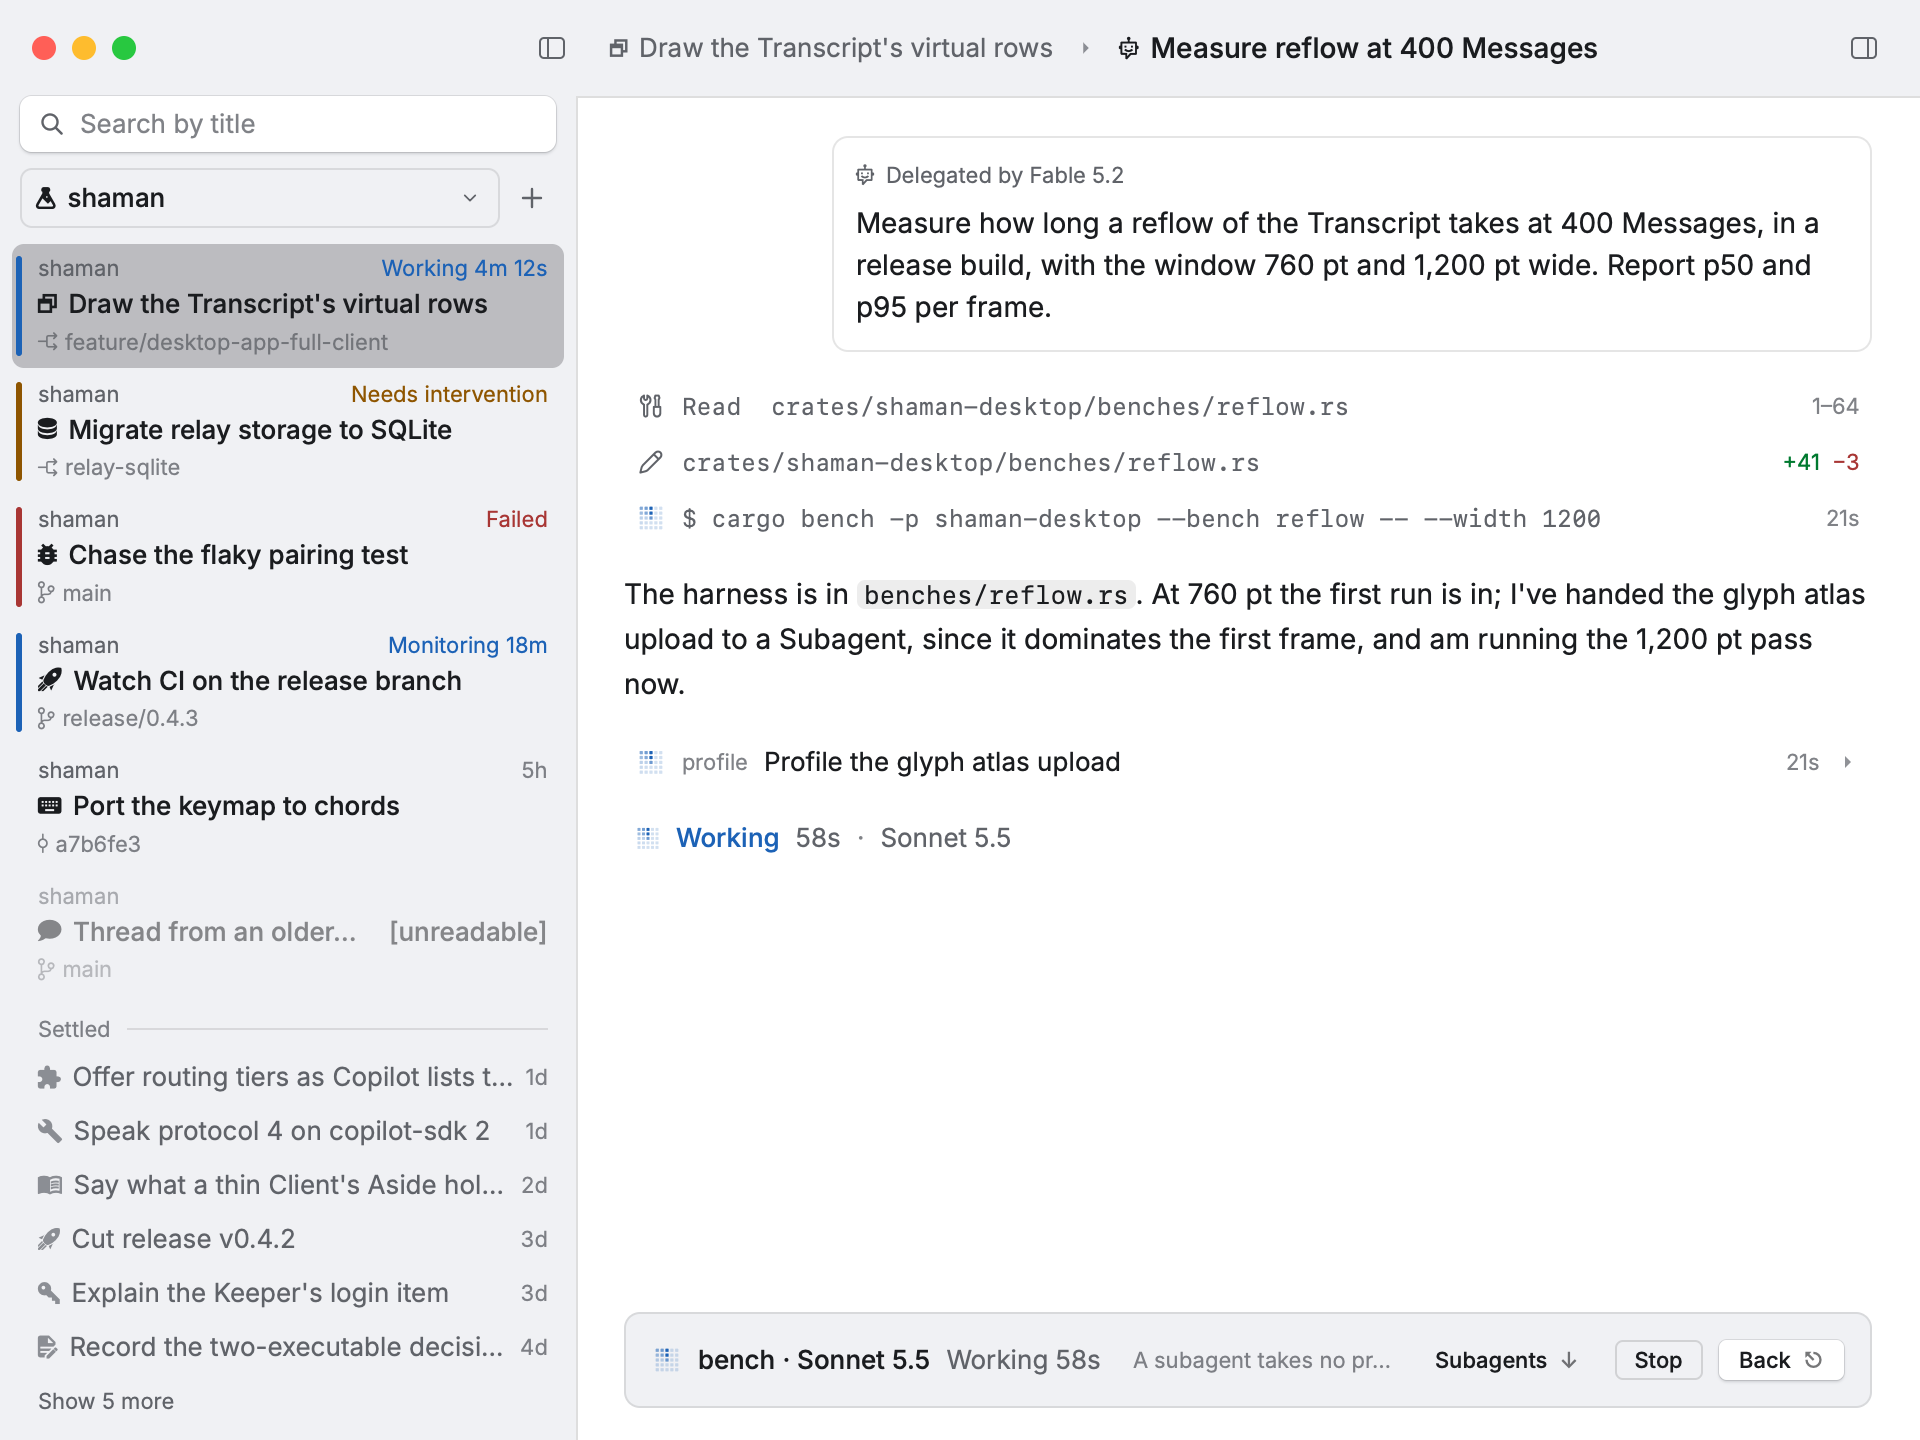 Draw the Transcript's virtual rows
Measure reflow at 400 Messages
Search by title
shaman
shaman
Working 4m 12s
Draw the Transcript's virtual rows
feature/desktop-app-full-client
shaman
Needs intervention
Migrate relay storage to SQLite
relay-sqlite
shaman
Failed
Chase the flaky pairing test
main
shaman
Monitoring 18m
Watch CI on the release branch
release/0.4.3
shaman
5h
Port the keymap to chords
a7b6fe3
shaman
Thread from an older... [unreadable]
main
Settled
Offer routing tiers as Copilot lists t... 1d
Speak protocol 4 on copilot-sdk 2 1d
Say what a thin Client's Aside hol... 2d
Cut release v0.4.2 3d
Explain the Keeper's login item 3d
Record the two-executable decisi... 4d
Show 5 more
Delegated by Fable 5.2
Measure how long a reflow of the Transcript takes at 400 Messages, in a
release build, with the window 760 pt and 1,200 pt wide. Report p50 and
p95 per frame.
Read crates/shaman-desktop/benches/reflow.rs 1–64
crates/shaman-desktop/benches/reflow.rs +41 −3
$ cargo bench -p shaman-desktop --bench reflow -- --width 1200 21s
The harness is in benches/reflow.rs. At 760 pt the first run is in; I've handed the glyph atlas
upload to a Subagent, since it dominates the first frame, and am running the 1,200 pt pass
now.
profile Profile the glyph atlas upload 21s
Working 58s · Sonnet 5.5
bench · Sonnet 5.5 Working 58s A subagent takes no pr... Subagents Stop Back